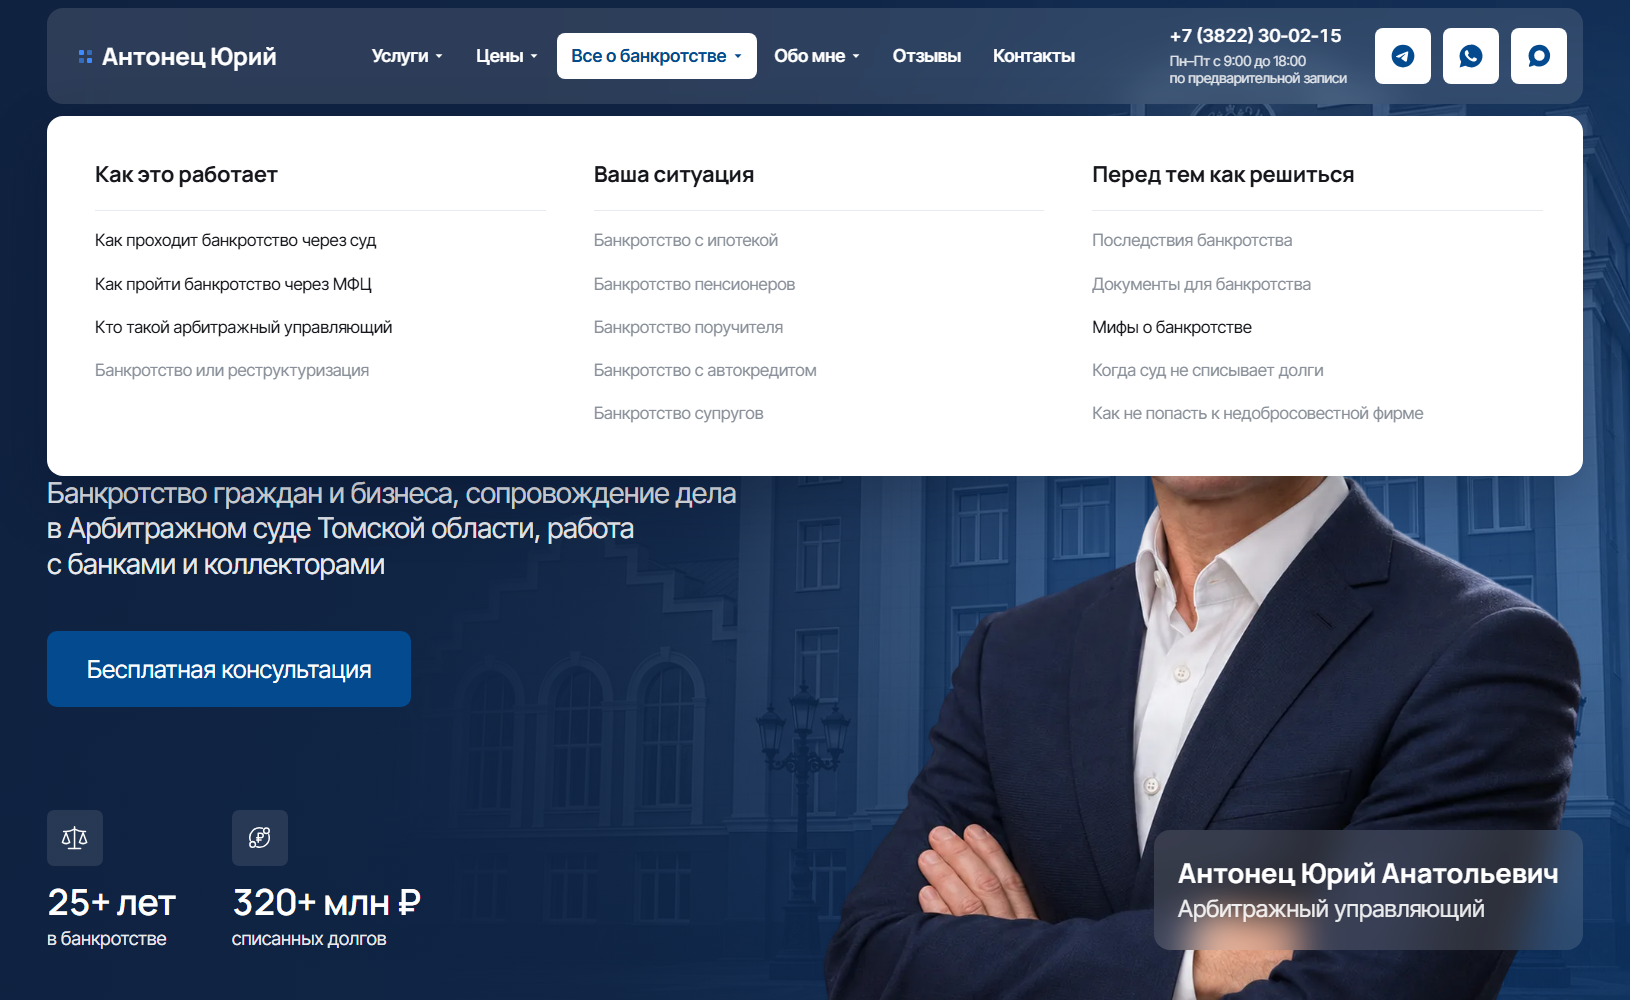 Антонец Юрий
Услуги
Цены
Все о банкротстве
Обо мне
Отзывы
Контакты
+7 (3822) 30-02-15
Пн–Пт с 9:00 до 18:00
по предварительной записи
Как это работает
Как проходит банкротство через суд
Как пройти банкротство через МФЦ
Кто такой арбитражный управляющий
Банкротство или реструктуризация
Ваша ситуация
Банкротство с ипотекой
Банкротство пенсионеров
Банкротство поручителя
Банкротство с автокредитом
Банкротство супругов
Перед тем как решиться
Последствия банкротства
Документы для банкротства
Мифы о банкротстве
Когда суд не списывает долги
Как не попасть к недобросовестной фирме
Банкротство граждан и бизнеса, сопровождение дела
в Арбитражном суде Томской области, работа
с банками и коллекторами
Бесплатная консультация
25+ лет
в банкротстве
320+ млн ₽
списанных долгов
Антонец Юрий Анатольевич
Арбитражный управляющий